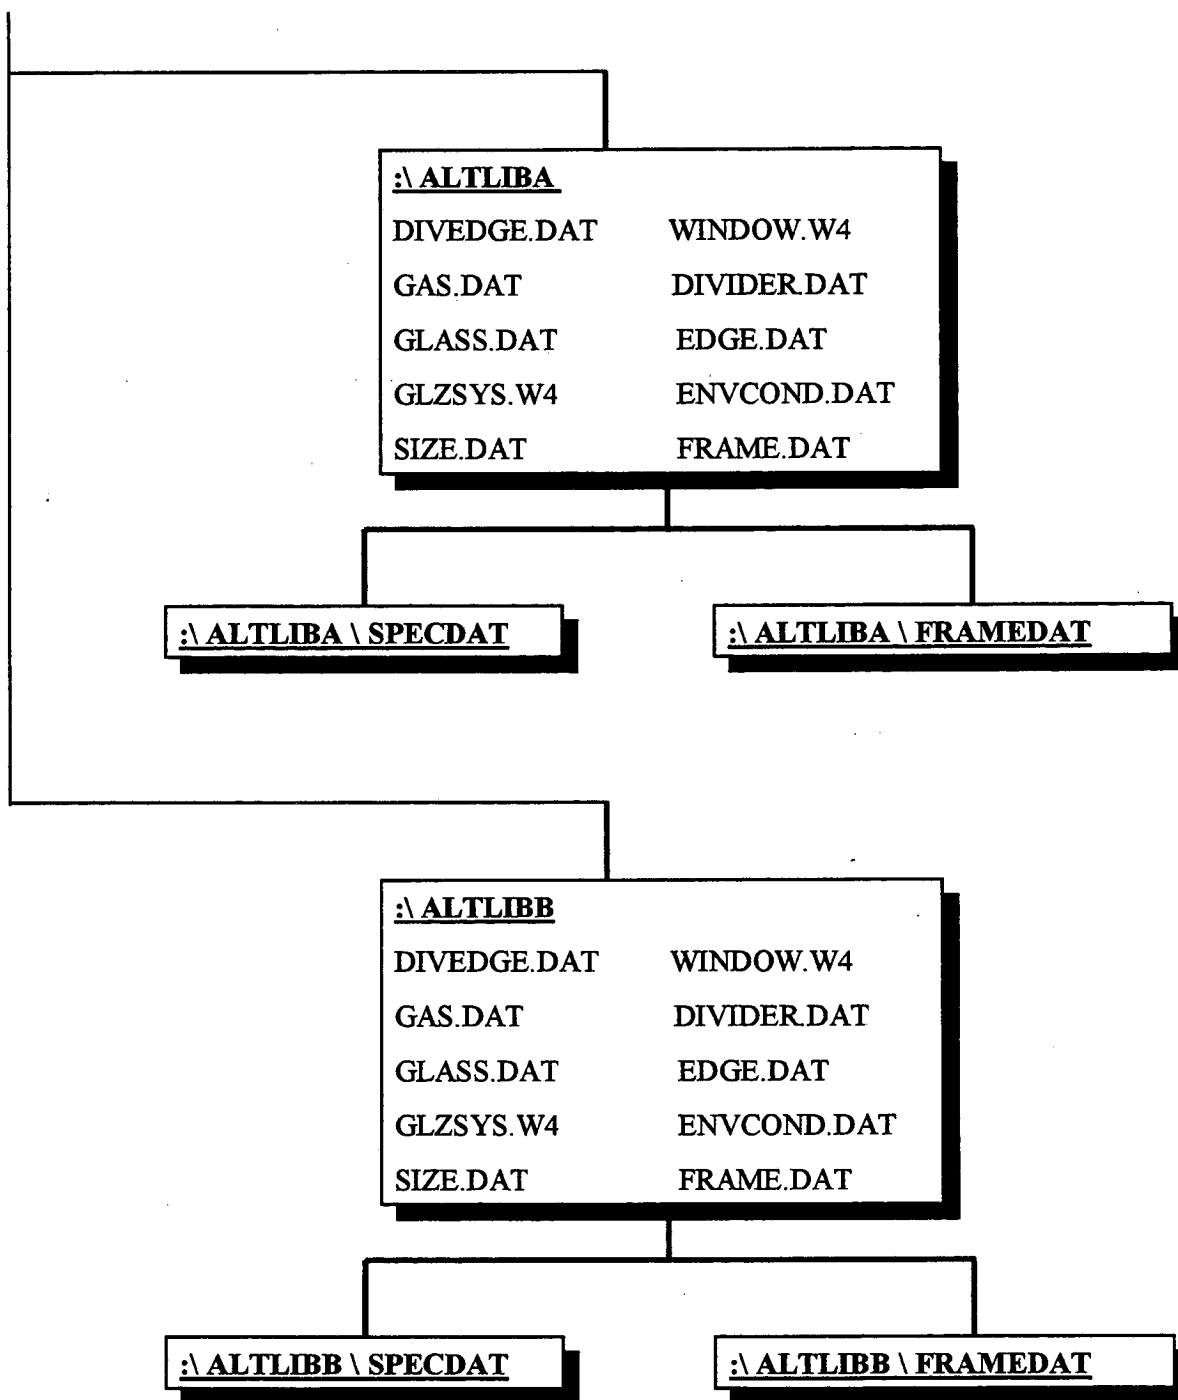 :\ ALTLIBA
DIVEDGE.DAT WINDOW.W4
GAS.DAT DIVIDER.DAT
GLASS.DAT EDGE.DAT
GLZSYS.W4 ENVCOND.DAT
SIZE.DAT FRAME.DAT
:\ ALTLIBA \ SPECDAT :\ ALTLIBA \ FRAMEDAT
:\ ALTLIBB
DIVEDGE.DAT WINDOW.W4
GAS.DAT DIVIDER.DAT
GLASS.DAT EDGE.DAT
GLZSYS.W4 ENVCOND.DAT
SIZE.DAT FRAME.DAT
:\ ALTLIBB \ SPECDAT :\ ALTLIBB \ FRAMEDAT